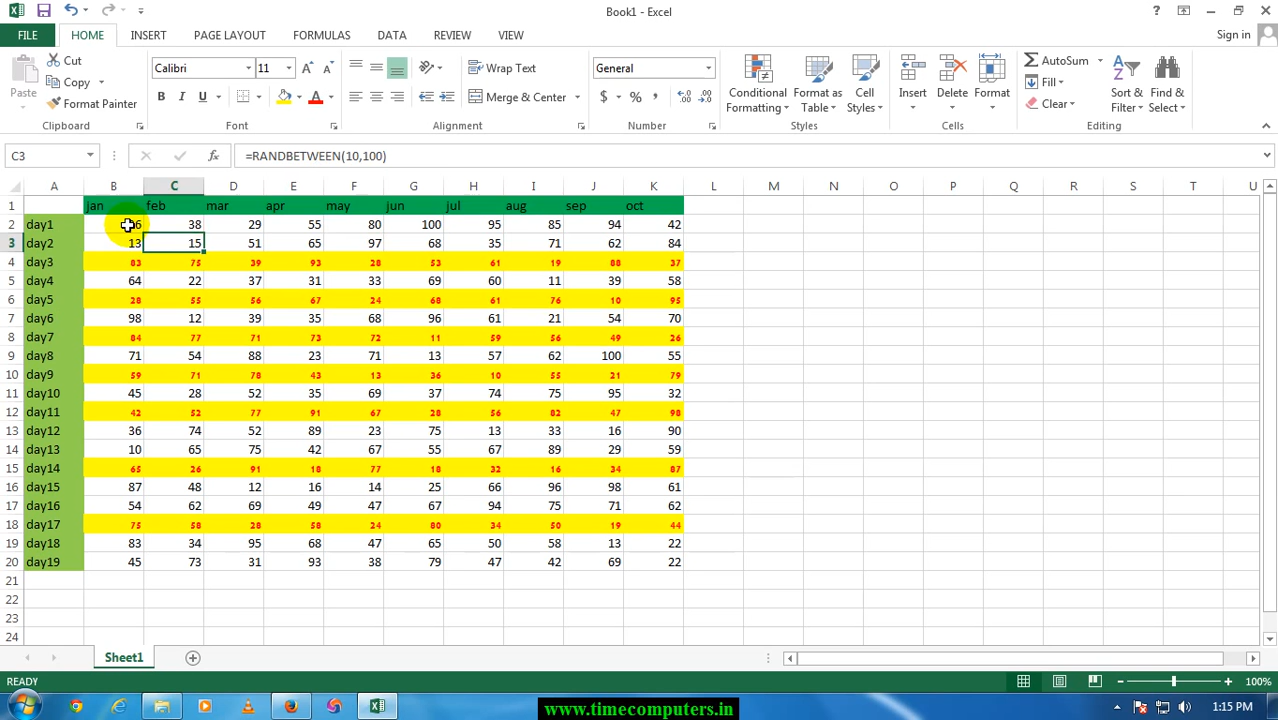 Book1 - Excel
?
FILE HOME INSERT PAGE LAYOUT FORMULAS DATA REVIEW VIEW Sign in
Cut
Copy
Format Painter
Paste
Clipboard
Calibri 11
B I U A
Font
Wrap Text
Merge & Center
Alignment
General
$ % ,
Number
Conditional Formatting
Format as Table
Cell Styles
Styles
Insert Delete Format
Cells
AutoSum
Fill
Clear
Sort & Filter
Find & Select
Editing
C3 fx =RANDBETWEEN(10,100)
A B C D E F G H I J K L M N O P Q R S T U
1 jan feb mar apr may jun jul aug sep oct
2 day1 6 38 29 55 80 100 95 85 94 42
3 day2 13 15 51 65 97 68 35 71 62 84
4 day3 83 75 39 93 28 53 61 19 88 37
5 day4 64 22 37 31 33 69 60 11 39 58
6 day5 28 55 56 67 24 68 61 76 10 95
7 day6 98 12 39 35 68 96 61 21 54 70
8 day7 84 77 71 73 72 11 59 56 49 26
9 day8 71 54 88 23 71 13 57 62 100 55
10 day9 59 71 78 43 13 36 10 55 21 79
11 day10 45 28 52 35 69 37 74 75 95 32
12 day11 42 52 77 91 67 28 56 82 47 98
13 day12 36 74 52 89 23 75 13 33 16 90
14 day13 10 65 75 42 67 55 67 89 29 59
15 day14 65 26 91 18 77 18 32 16 34 87
16 day15 87 48 12 16 14 25 66 96 98 61
17 day16 54 62 69 49 47 67 94 75 71 62
18 day17 75 58 28 58 24 80 34 50 19 44
19 day18 83 34 95 68 47 65 50 58 13 22
20 day19 45 73 31 93 38 79 47 42 69 22
21
22
23
24
Sheet1
READY 100%
www.timecomputers.in
1:15 PM